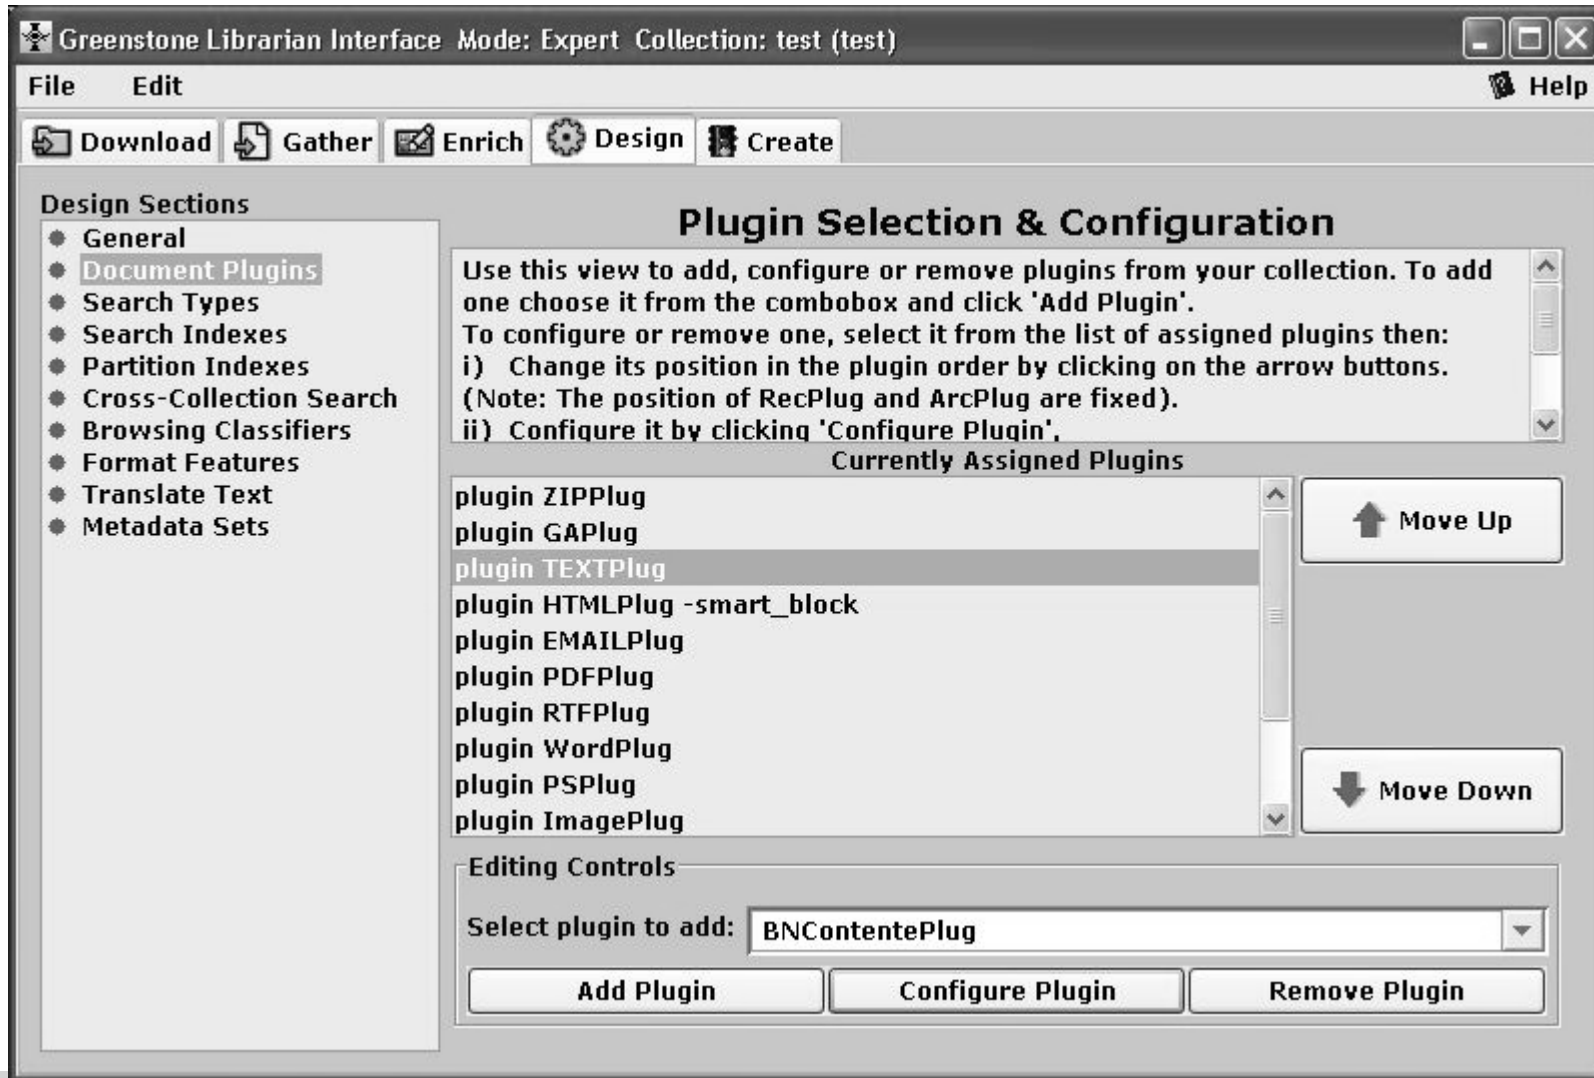 Greenstone Librarian Interface Mode: Expert Collection: test (test)
File Edit Help
Download Gather Enrich Design Create
Design Sections
General
Document Plugins
Search Types
Search Indexes
Partition Indexes
Cross-Collection Search
Browsing Classifiers
Format Features
Translate Text
Metadata Sets
Plugin Selection & Configuration
Use this view to add, configure or remove plugins from your collection. To add
one choose it from the combobox and click 'Add Plugin'.
To configure or remove one, select it from the list of assigned plugins then:
i) Change its position in the plugin order by clicking on the arrow buttons.
(Note: The position of RecPlug and ArcPlug are fixed).
ii) Configure it by clicking 'Configure Plugin',
Currently Assigned Plugins
plugin ZIPPlug
plugin GAPlug
plugin TEXTPlug
plugin HTMLPlug -smart_block
plugin EMAILPlug
plugin PDFPlug
plugin RTFPlug
plugin WordPlug
plugin PSPlug
plugin ImagePlug
Move Up
Move Down
Editing Controls
Select plugin to add: BNContentePlug
Add Plugin Configure Plugin Remove Plugin